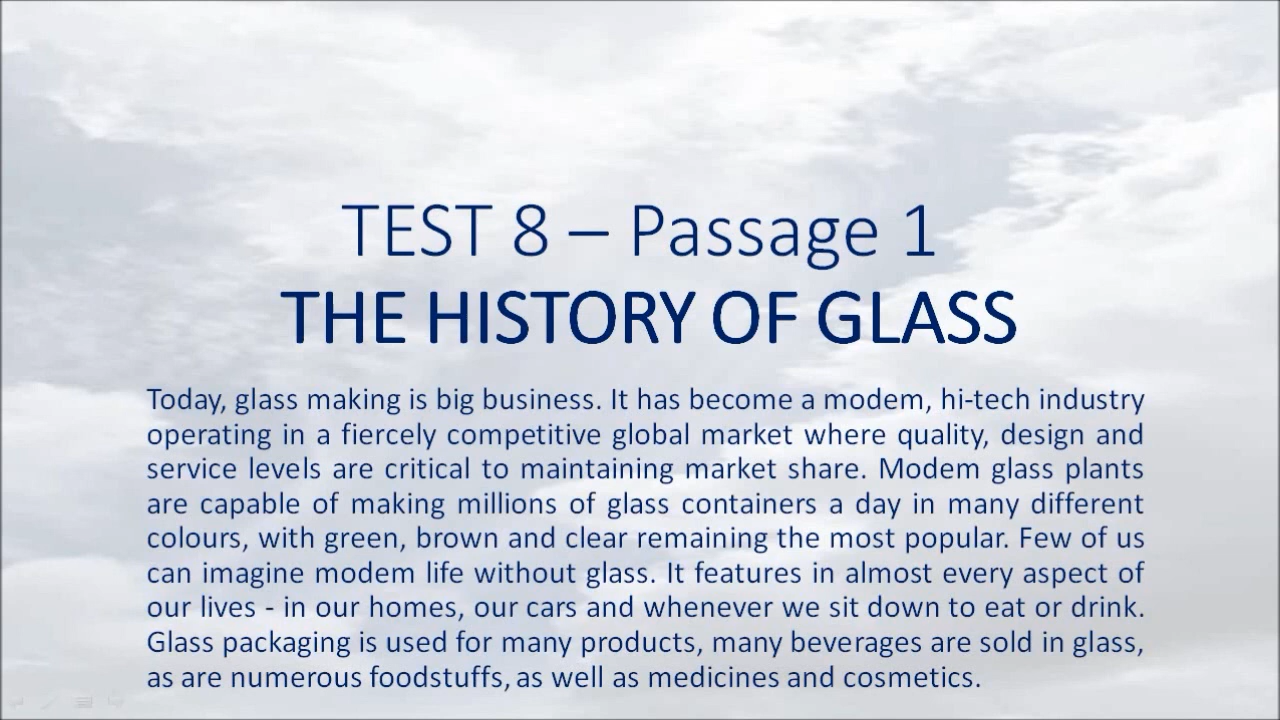 TEST 8 – Passage 1
THE HISTORY OF GLASS
Today, glass making is big business. It has become a modem, hi-tech industry
operating in a fiercely competitive global market where quality, design and
service levels are critical to maintaining market share. Modem glass plants
are capable of making millions of glass containers a day in many different
colours, with green, brown and clear remaining the most popular. Few of us
can imagine modem life without glass. It features in almost every aspect of
our lives - in our homes, our cars and whenever we sit down to eat or drink.
Glass packaging is used for many products, many beverages are sold in glass,
as are numerous foodstuffs, as well as medicines and cosmetics.